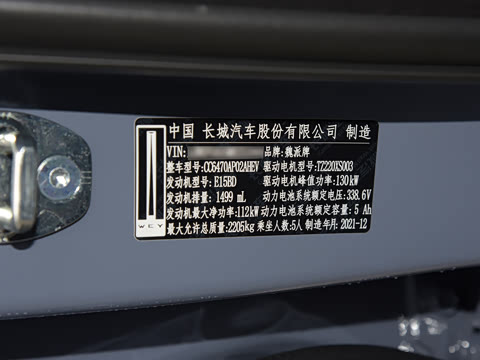 中国 长城汽车股份有限公司 制造
VIN: 品牌:魏派牌
整车型号:CC6470AP02AHEV 驱动电机型号:TZ220XS003
发动机型号:E15BD 驱动电机峰值功率:130kW
发动机排量:1499 mL 动力电池系统额定电压:338.6V
发动机最大净功率:112kW 动力电池系统额定容量:5 Ah
最大允许总质量:2205kg 乘坐人数:5人 制造年月:2021-12
WEY